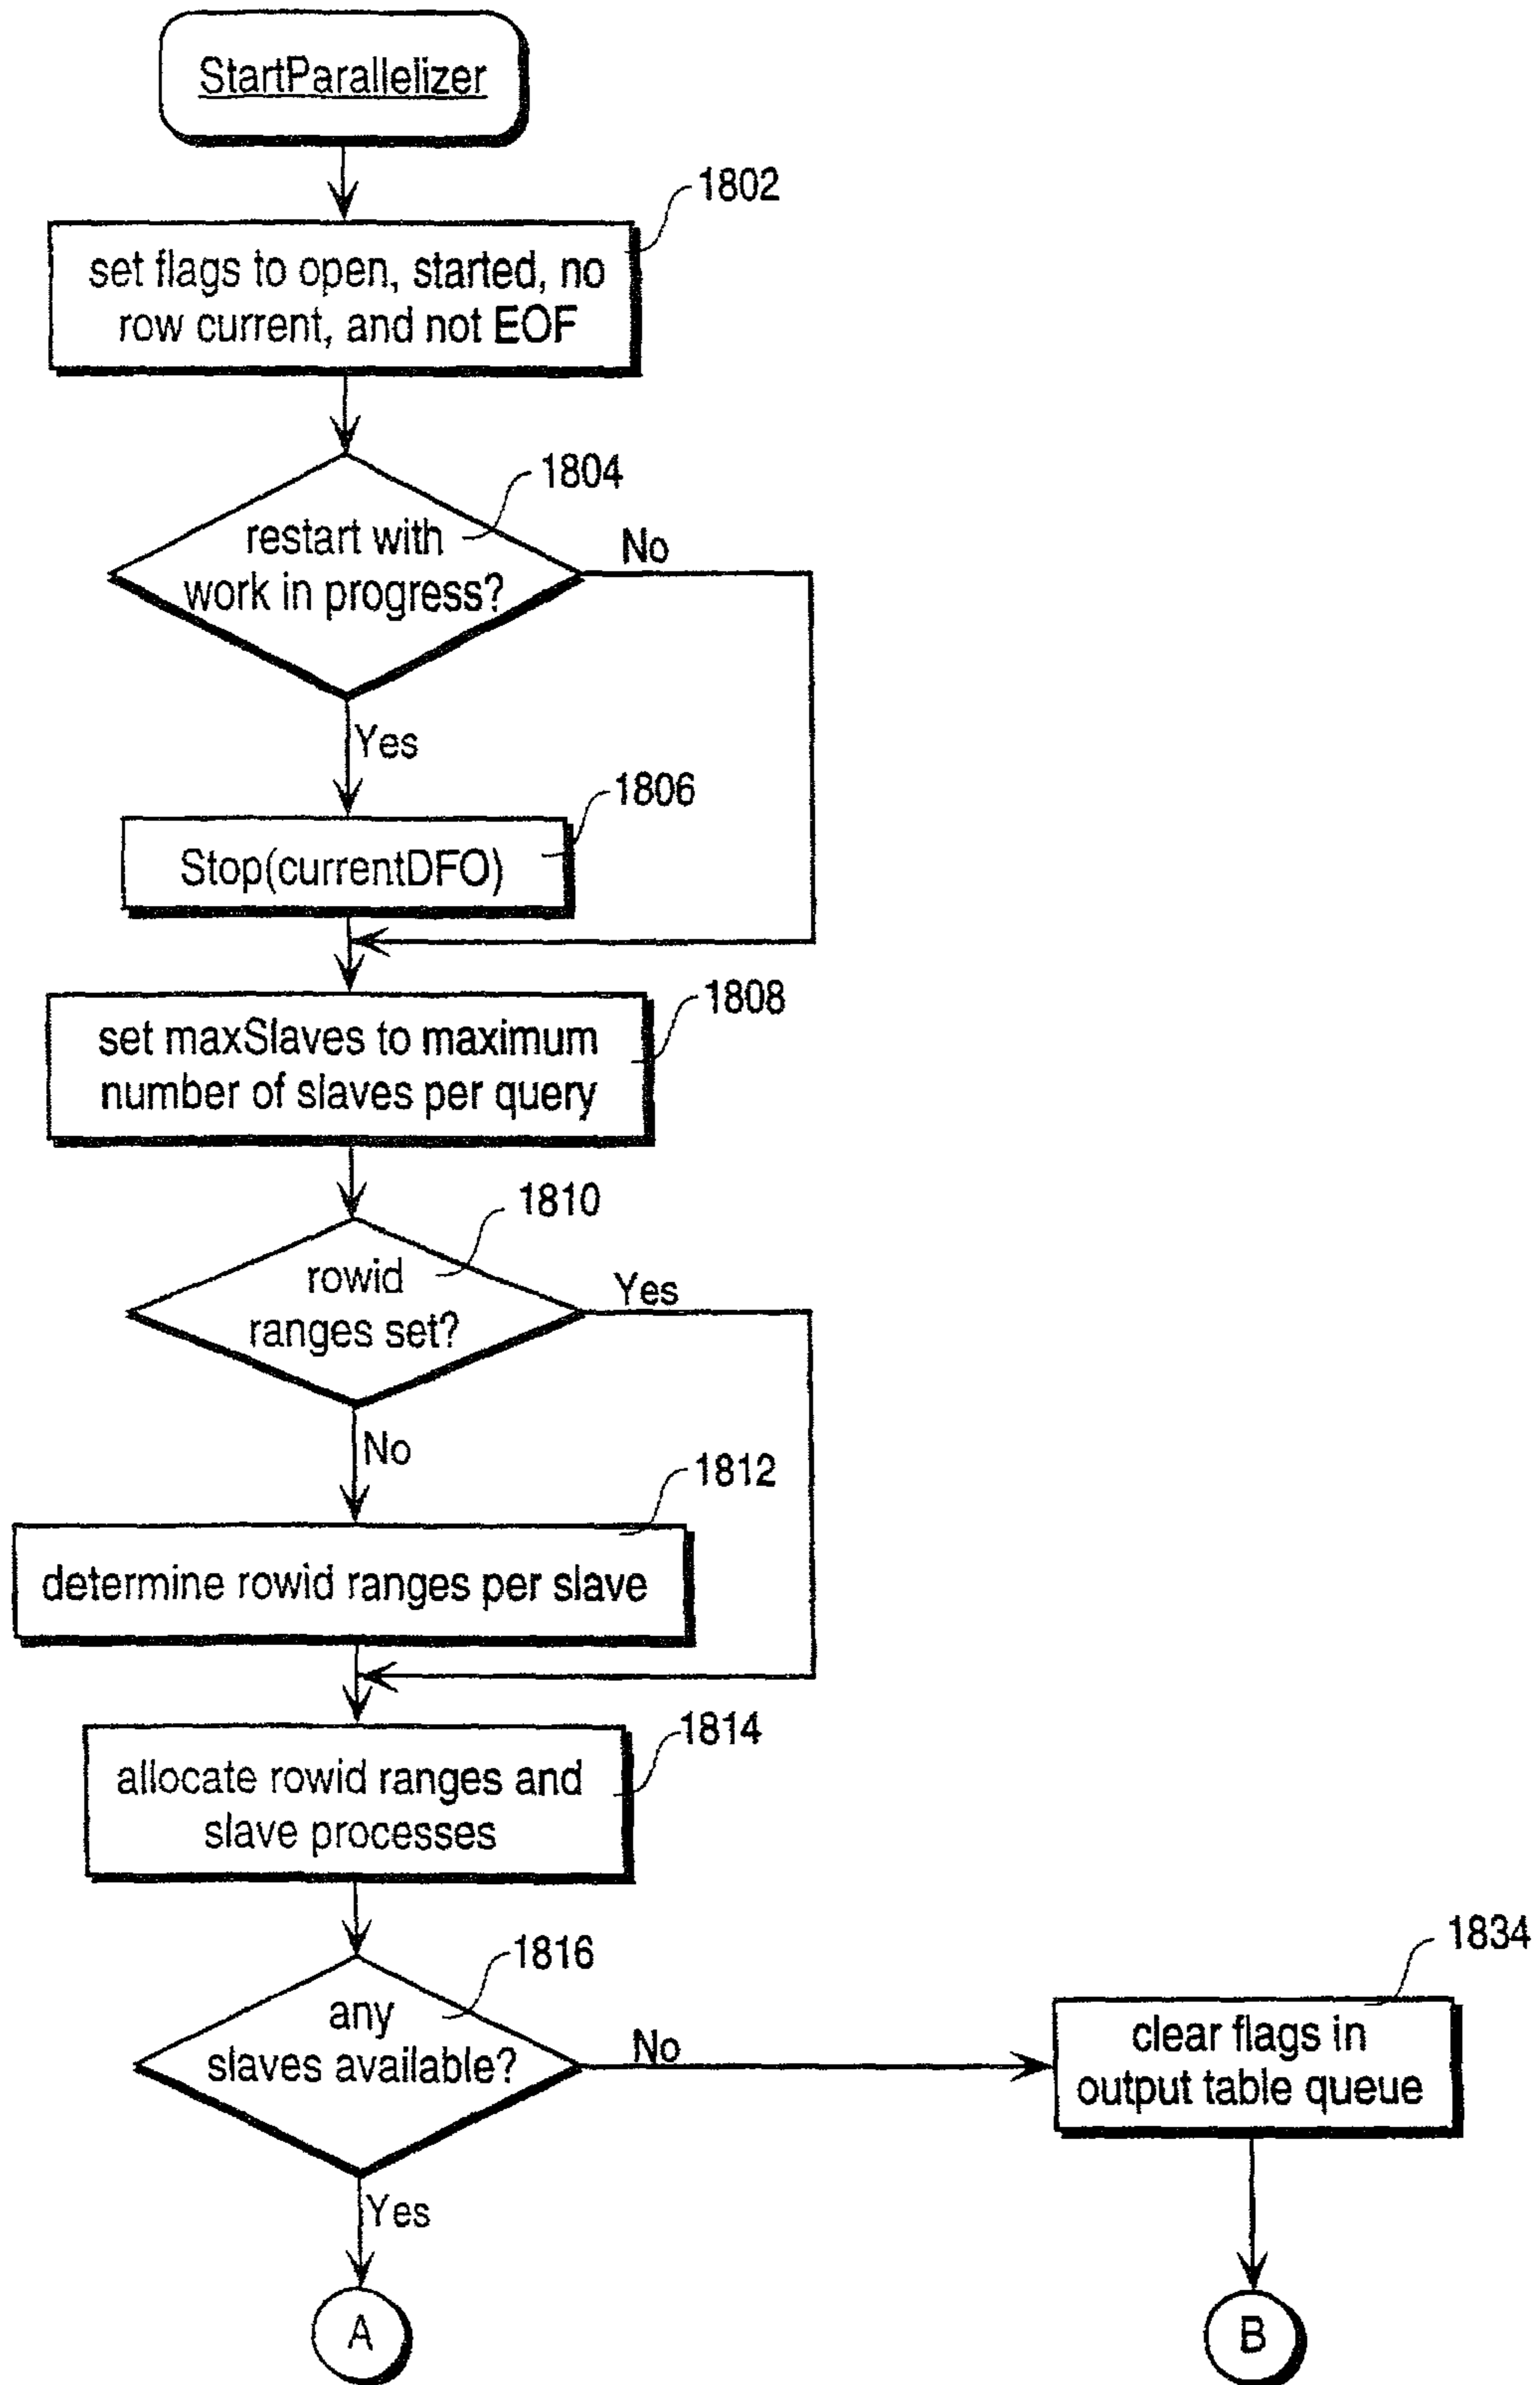 StartParallelizer
1802
set flags to open, started, no
row current, and not EOF
1804
restart with
work in progress?
No
Yes
1806
Stop(currentDFO)
1808
set maxSlaves to maximum
number of slaves per query
1810
rowid
ranges set?
Yes
No
1812
determine rowid ranges per slave
1814
allocate rowid ranges and
slave processes
1816
any
slaves available?
No
1834
clear flags in
output table queue
Yes
A
B